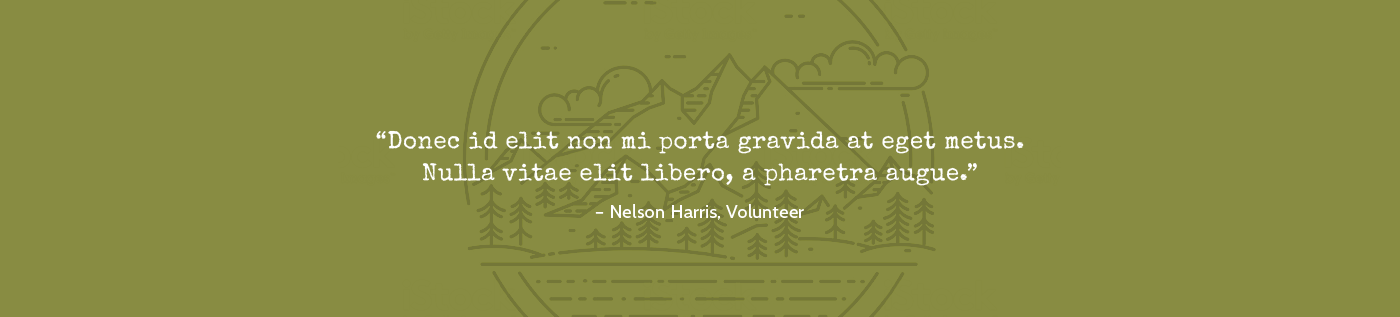 “Donec id elit non mi porta gravida at eget metus.
Nulla vitae elit libero, a pharetra augue.”
– Nelson Harris, Volunteer